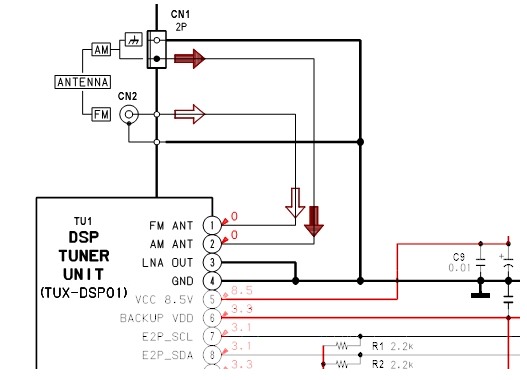 CN1
2P
AM
ANTENNA
CN2
FM
TU1
DSP
TUNER
UNIT
(TUX-DSP01)
FM ANT 1 0
AM ANT 2 0
LNA OUT 3
GND 4
VCC 8.5V 5 8.5
BACKUP VDD 6 3.3
E2P_SCL 7 3.1
E2P_SDA 8 3.1
3.3
C9
0.01
+
R1 2.2k
R2 2.2k